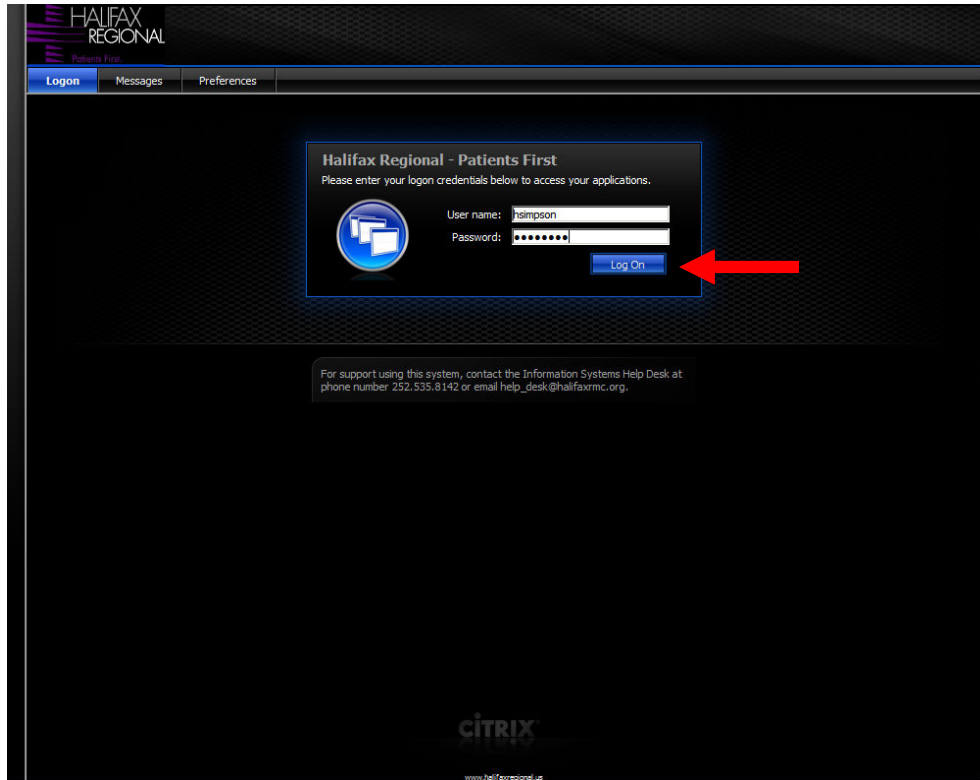 HALIFAX
REGIONAL
Patients First.
Logon Messages Preferences
Halifax Regional - Patients First
Please enter your logon credentials below to access your applications.
User name: hsimpson
Password: ●●●●●●●●
Log On
For support using this system, contact the Information Systems Help Desk at
phone number 252.535.8142 or email help_desk@halifaxrmc.org.
CITRIX
www.halifaxregional.us